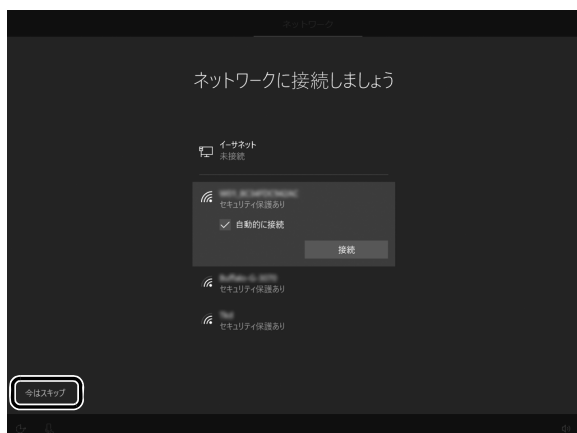 ネットワーク
ネットワークに接続しましょう
イーサネット
未接続
セキュリティ保護あり
自動的に接続
接続
セキュリティ保護あり
セキュリティ保護あり
今はスキップ